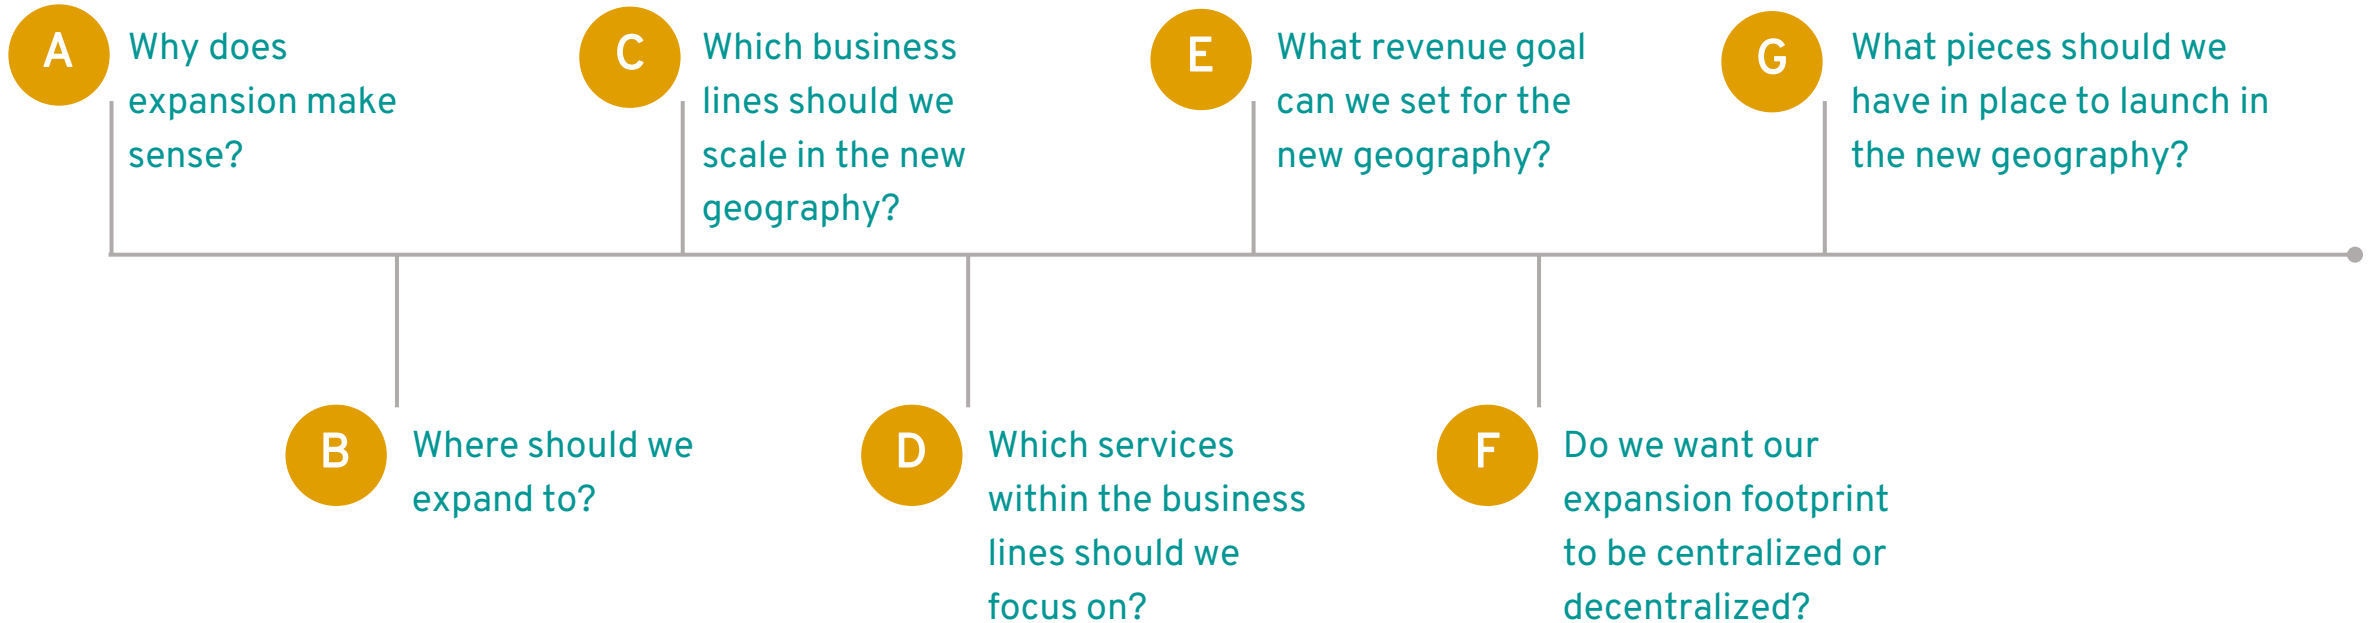 A
Why does
expansion make
sense?
B
Where should we
expand to?
C
Which business
lines should we
scale in the new
geography?
D
Which services
within the business
lines should we
focus on?
E
What revenue goal
can we set for the
new geography?
F
Do we want our
expansion footprint
to be centralized or
decentralized?
G
What pieces should we
have in place to launch in
the new geography?